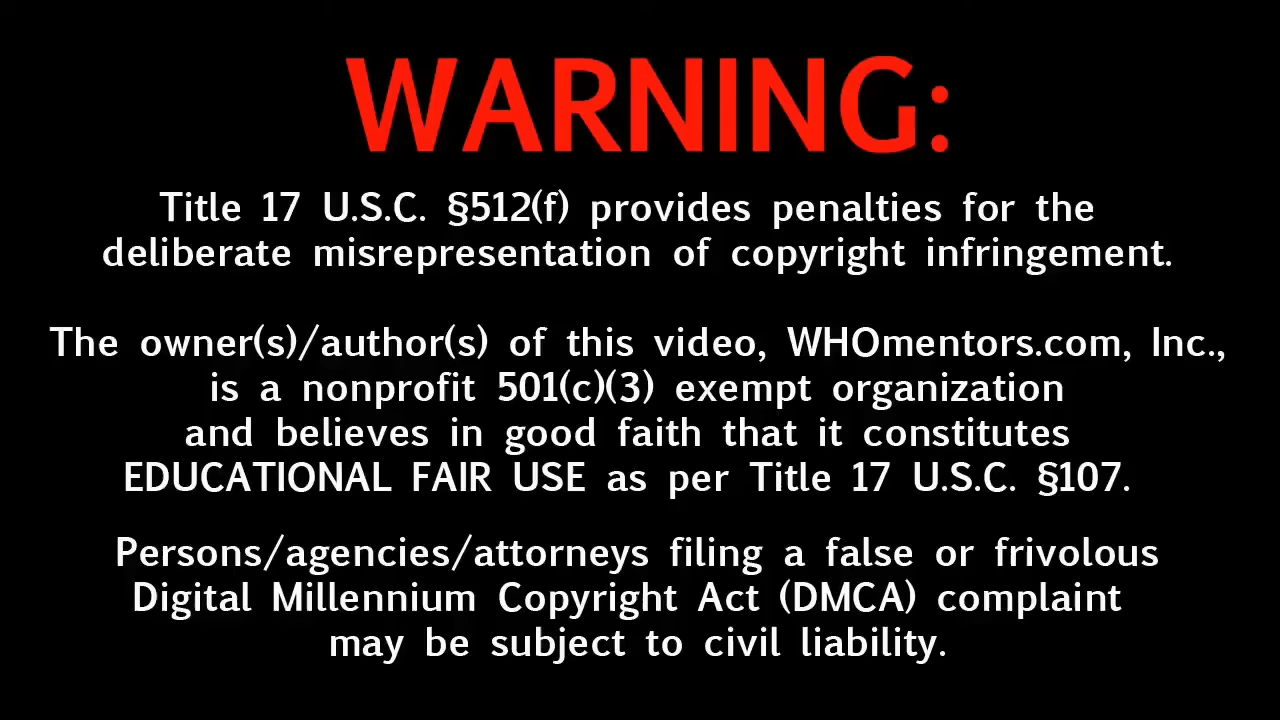 WARNING:
Title 17 U.S.C. §512(f) provides penalties for the
deliberate misrepresentation of copyright infringement.
The owner(s)/author(s) of this video, WHOmentors.com, Inc.,
is a nonprofit 501(c)(3) exempt organization
and believes in good faith that it constitutes
EDUCATIONAL FAIR USE as per Title 17 U.S.C. §107.
Persons/agencies/attorneys filing a false or frivolous
Digital Millennium Copyright Act (DMCA) complaint
may be subject to civil liability.